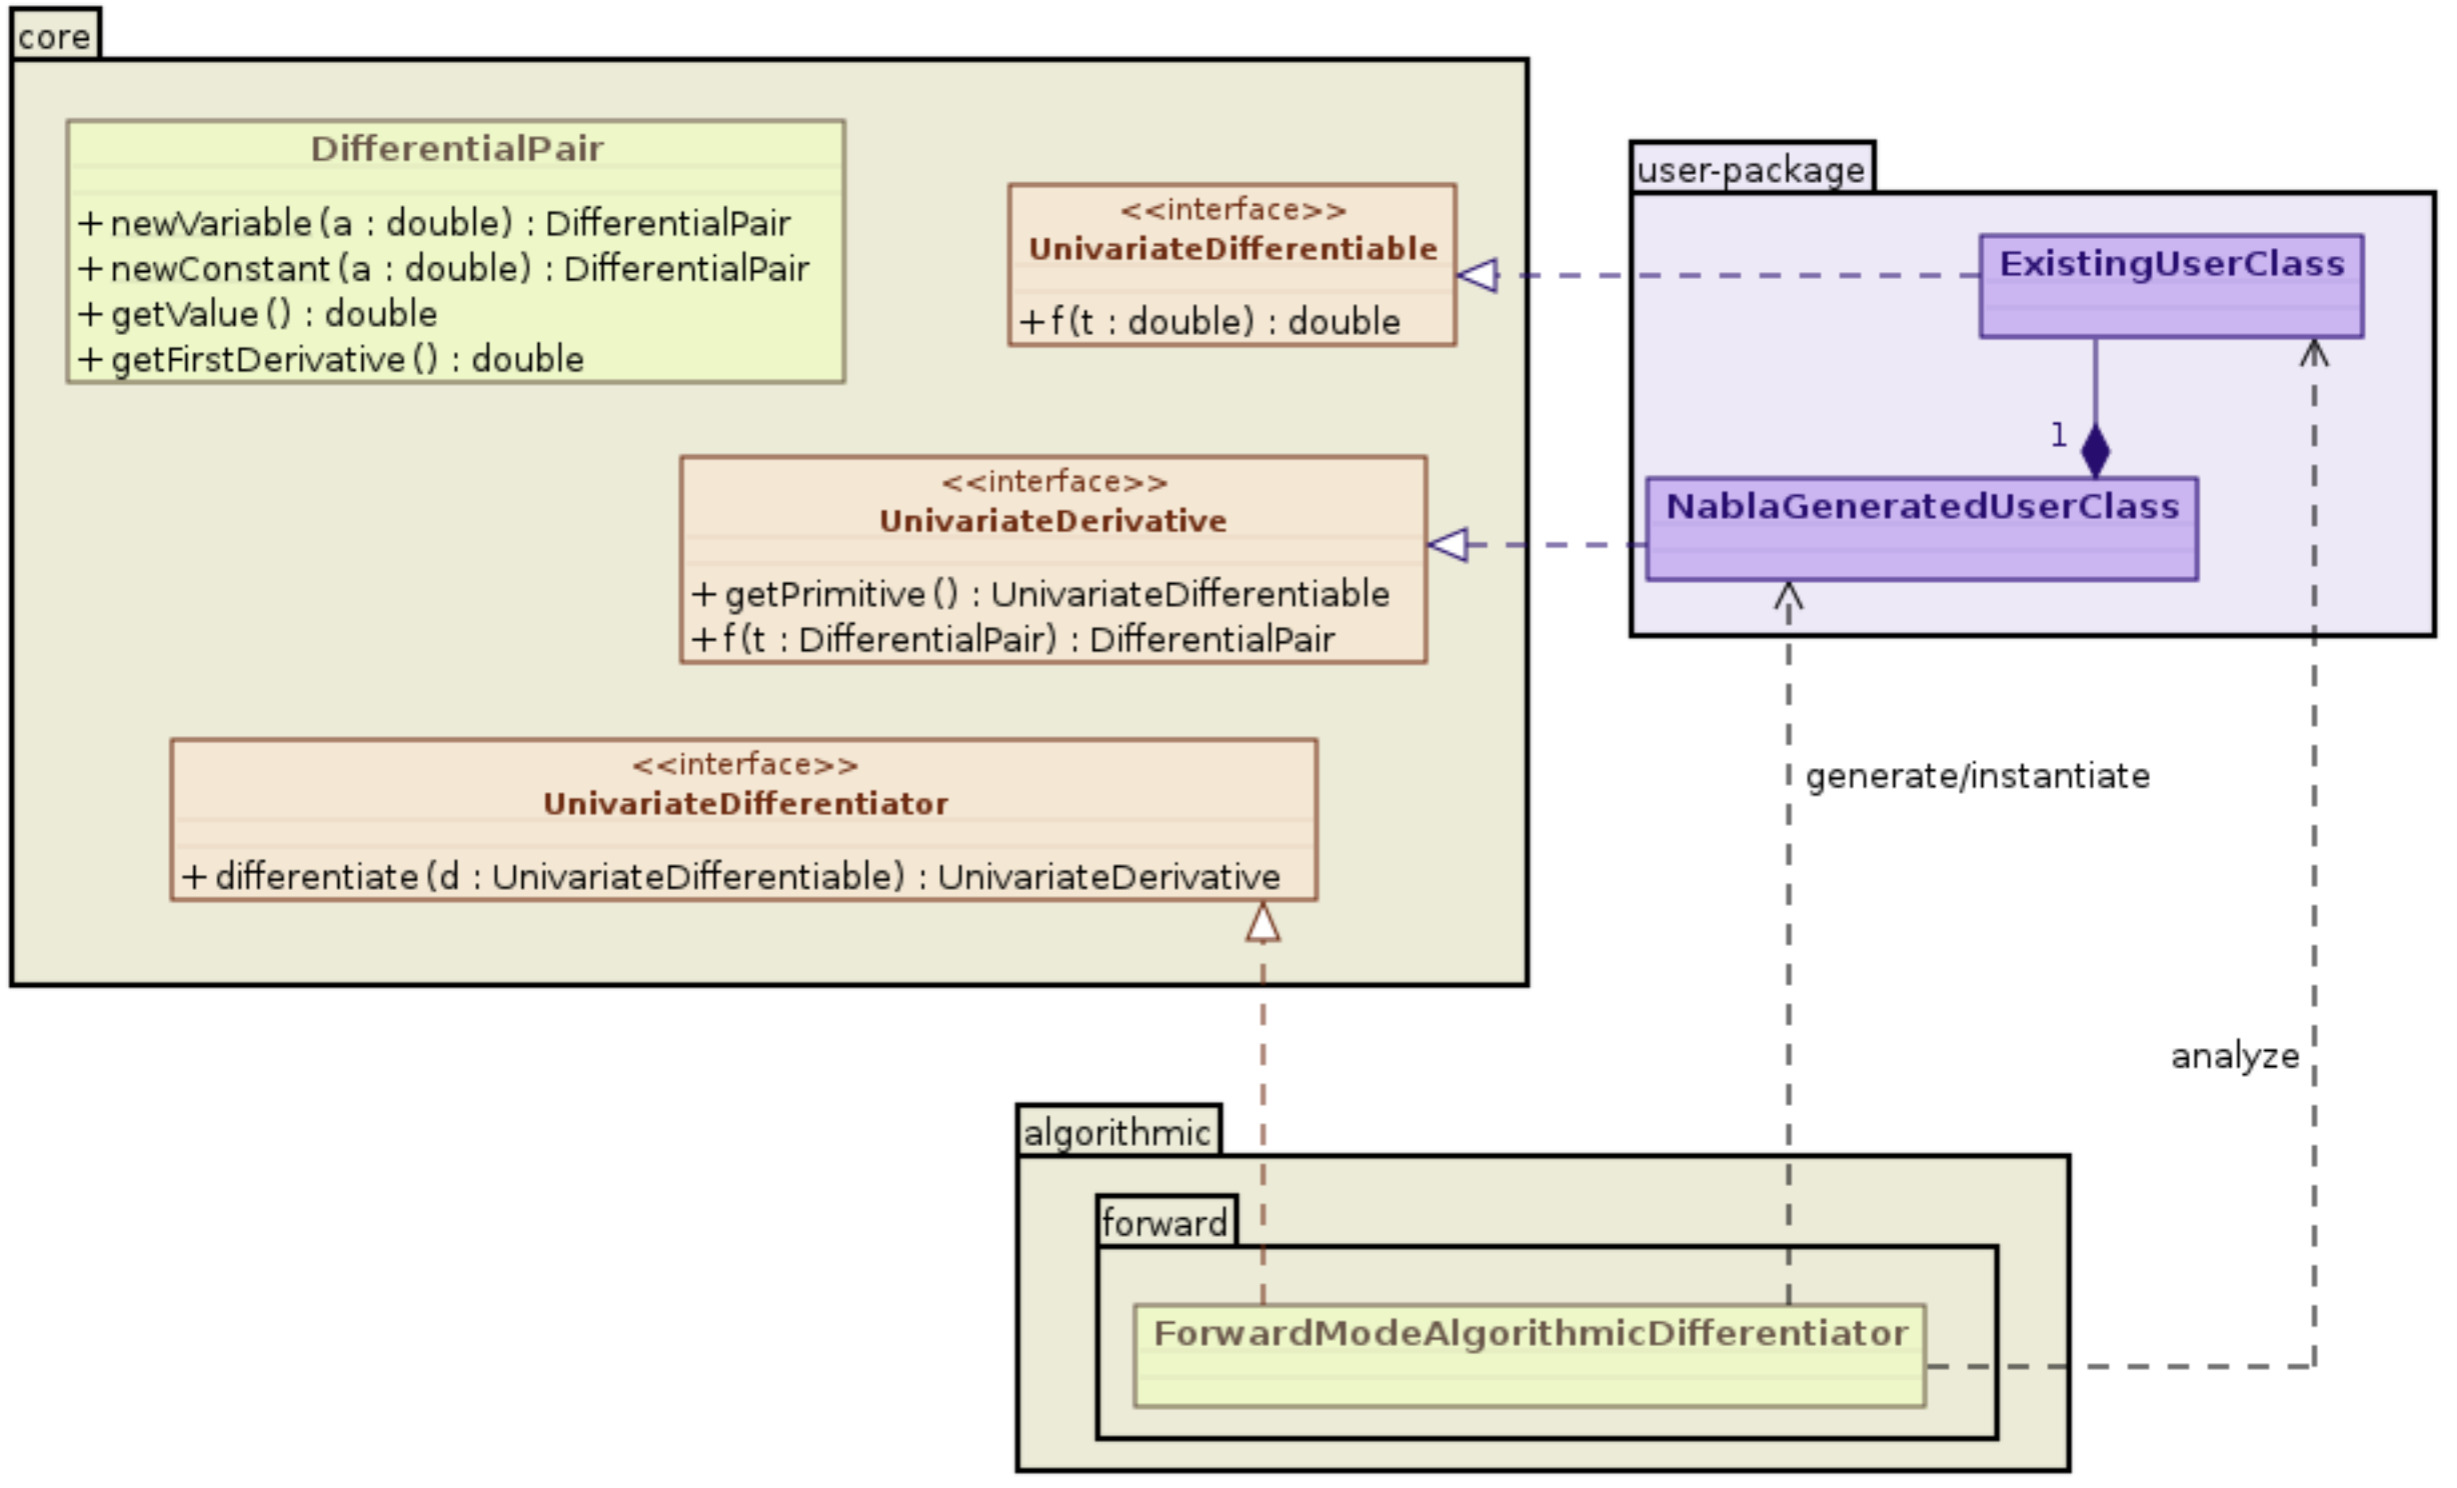 core
DifferentialPair
+ newVariable (a : double) : DifferentialPair
+ newConstant (a : double) : DifferentialPair
+ getValue () : double
+ getFirstDerivative () : double
<<interface>>
UnivariateDifferentiable
+ f (t : double) : double
<<interface>>
UnivariateDerivative
+ getPrimitive () : UnivariateDifferentiable
+ f (t : DifferentialPair) : DifferentialPair
<<interface>>
UnivariateDifferentiator
+ differentiate (d : UnivariateDifferentiable) : UnivariateDerivative
user-package
ExistingUserClass
1
NablaGeneratedUserClass
generate/instantiate
analyze
algorithmic
forward
ForwardModeAlgorithmicDifferentiator